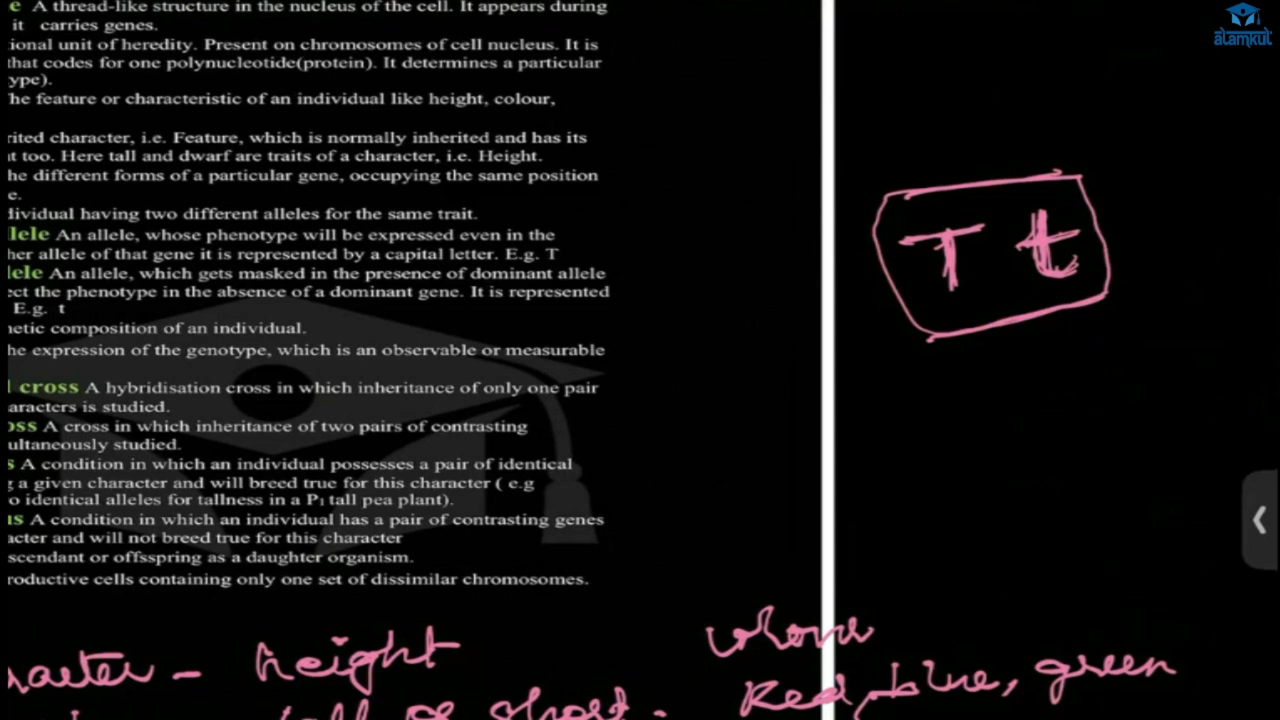 e A thread-like structure in the nucleus of the cell. It appears during
it carries genes.
ional unit of heredity. Present on chromosomes of cell nucleus. It is
that codes for one polynucleotide(protein). It determines a particular
ype).
he feature or characteristic of an individual like height, colour,
rited character, i.e. Feature, which is normally inherited and has its
t too. Here tall and dwarf are traits of a character, i.e. Height.
he different forms of a particular gene, occupying the same position
e.
dividual having two different alleles for the same trait.
lele An allele, whose phenotype will be expressed even in the
her allele of that gene it is represented by a capital letter. E.g. T
lele An allele, which gets masked in the presence of dominant allele
ect the phenotype in the absence of a dominant gene. It is represented
E.g. t
netic composition of an individual.
he expression of the genotype, which is an observable or measurable
l cross A hybridisation cross in which inheritance of only one pair
aracters is studied.
oss A cross in which inheritance of two pairs of contrasting
ultaneously studied.
s A condition in which an individual possesses a pair of identical
g a given character and will breed true for this character ( e.g
o identical alleles for tallness in a P1 tall pea plant).
us A condition in which an individual has a pair of contrasting genes
acter and will not breed true for this character
scendant or offsspring as a daughter organism.
roductive cells containing only one set of dissimilar chromosomes.
T t
alamkul
racter - height
Red, blue, green
tall or short.